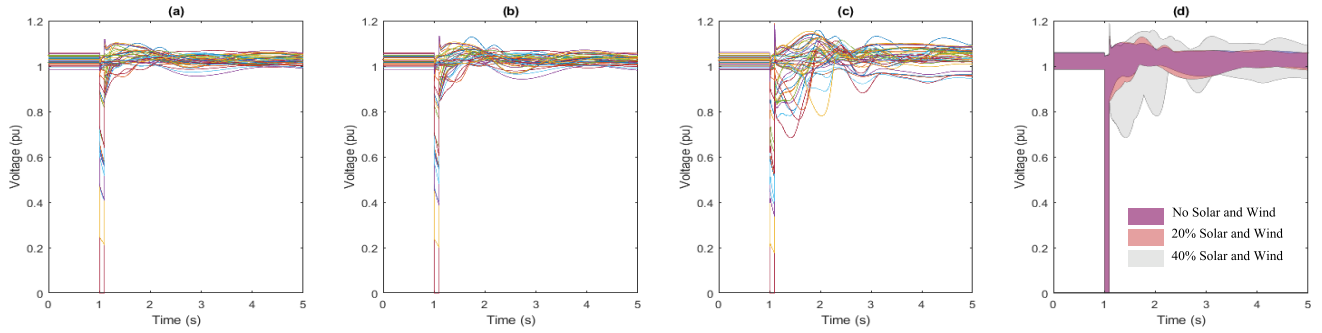 (a)
1.2
1
0.8
0.6
0.4
0.2
0
Voltage (pu)
0 1 2 3 4 5
Time (s)
(b)
1.2
1
0.8
0.6
0.4
0.2
0
Voltage (pu)
0 1 2 3 4 5
Time (s)
(c)
1.2
1
0.8
0.6
0.4
0.2
0
Voltage (pu)
0 1 2 3 4 5
Time (s)
(d)
1.2
1
0.8
0.6
0.4
0.2
0
Voltage (pu)
No Solar and Wind
20% Solar and Wind
40% Solar and Wind
0 1 2 3 4 5
Time (s)